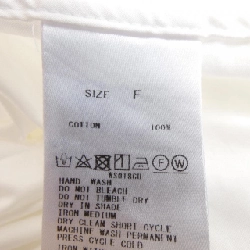 SIZE F
COTTON 100%
HAND WASH
DO NOT BLEACH
DO NOT TUMBLE DRY
DRY IN SHADE
IRON MEDIUM
DRY CLEAN SHORT CYCLE
MACHINE WASH PERMANENT
PRESS CYCLE COLD